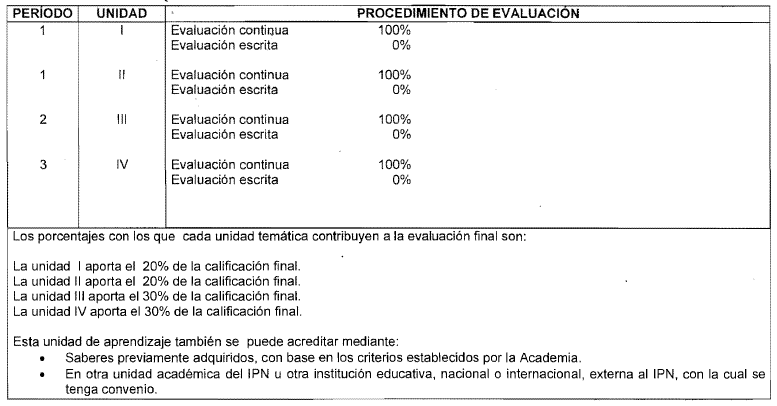 PERÍODO UNIDAD PROCEDIMIENTO DE EVALUACIÓN
1 I Evaluación continua 100%
Evaluación escrita 0%
1 II Evaluación continua 100%
Evaluación escrita 0%
2 III Evaluación continua 100%
Evaluación escrita 0%
3 IV Evaluación continua 100%
Evaluación escrita 0%
Los porcentajes con los que cada unidad temática contribuyen a la evaluación final son:
La unidad I aporta el 20% de la calificación final.
La unidad II aporta el 20% de la calificación final.
La unidad III aporta el 30% de la calificación final.
La unidad IV aporta el 30% de la calificación final.
Esta unidad de aprendizaje también se puede acreditar mediante:
• Saberes previamente adquiridos, con base en los criterios establecidos por la Academia.
• En otra unidad académica del IPN u otra institución educativa, nacional o internacional, externa al IPN, con la cual se
tenga convenio.